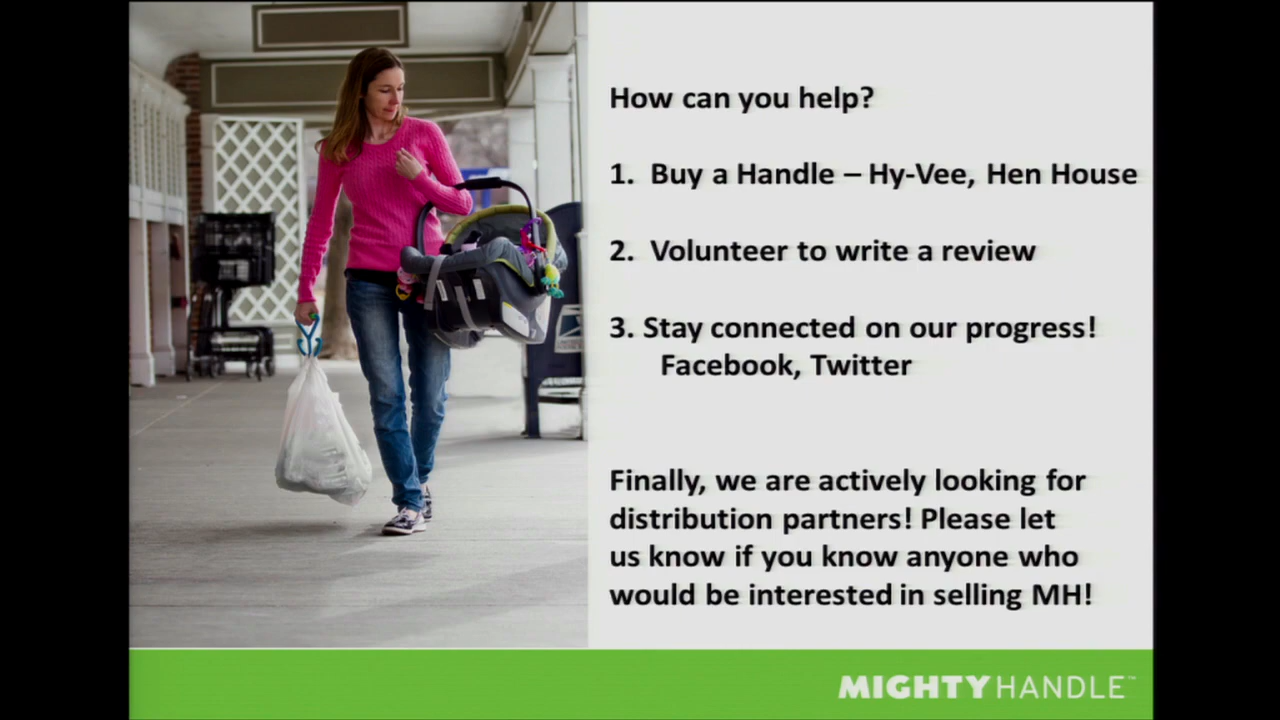 How can you help?
1. Buy a Handle – Hy-Vee, Hen House
2. Volunteer to write a review
3. Stay connected on our progress!
Facebook, Twitter
Finally, we are actively looking for
distribution partners! Please let
us know if you know anyone who
would be interested in selling MH!
MIGHTYHANDLE™